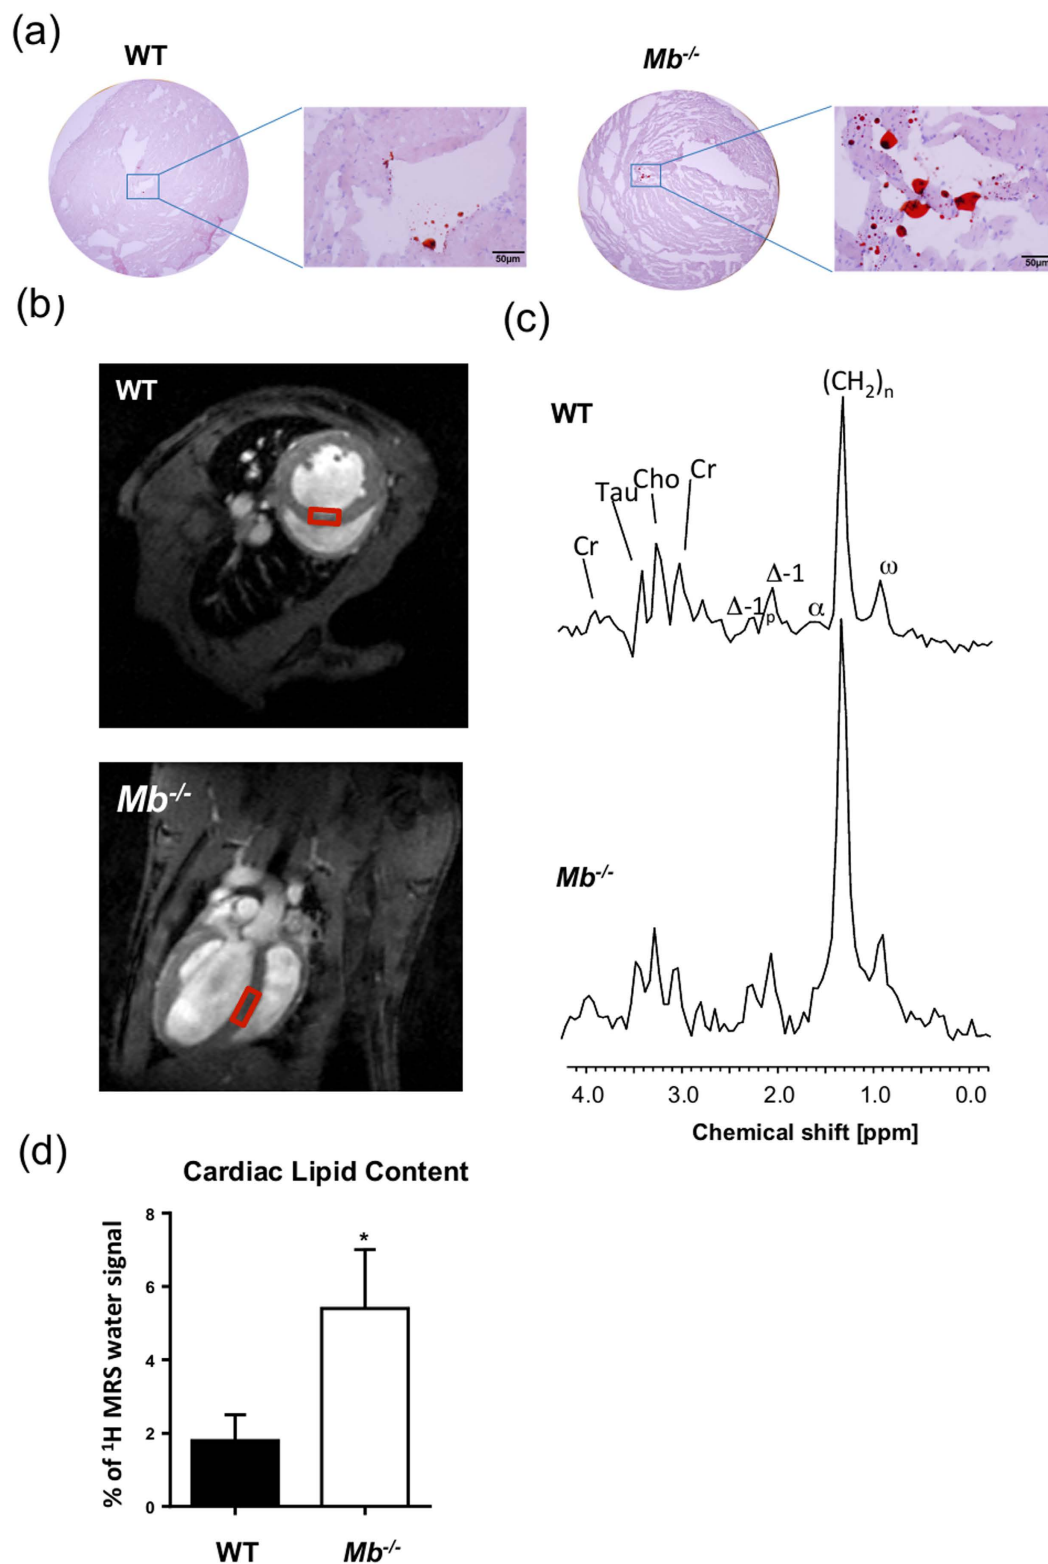 (a)
WT
Mb-/-
50µm
50µm
(b)
WT
Mb-/-
(c)
WT
(CH2)n
Tau
Cho
Cr
Cr
Δ-1p
Δ-1
α
ω
Mb-/-
4.0 3.0 2.0 1.0 0.0
Chemical shift [ppm]
(d)
Cardiac Lipid Content
% of 1H MRS water signal
8
6
4
2
0
*
WT Mb-/-